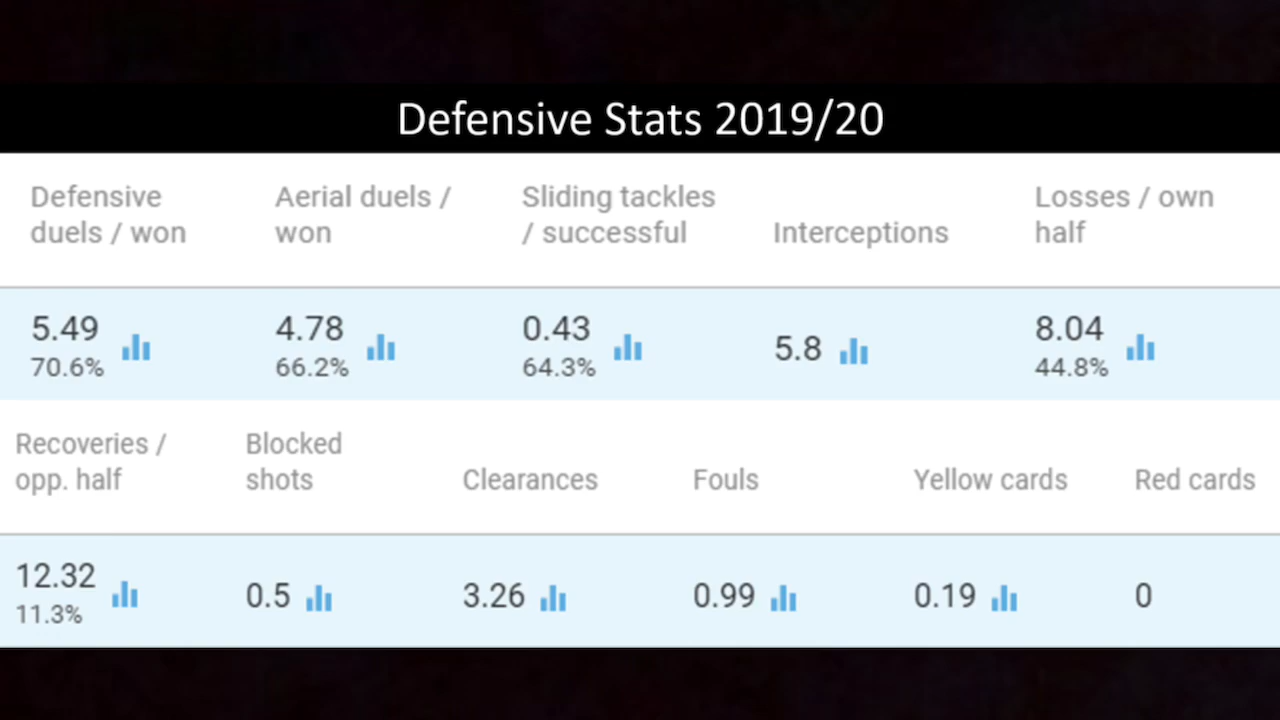 Defensive Stats 2019/20
Defensive duels / won
Aerial duels / won
Sliding tackles / successful
Interceptions
Losses / own half
5.49
70.6%
4.78
66.2%
0.43
64.3%
5.8
8.04
44.8%
Recoveries / opp. half
Blocked shots
Clearances
Fouls
Yellow cards
Red cards
12.32
11.3%
0.5
3.26
0.99
0.19
0